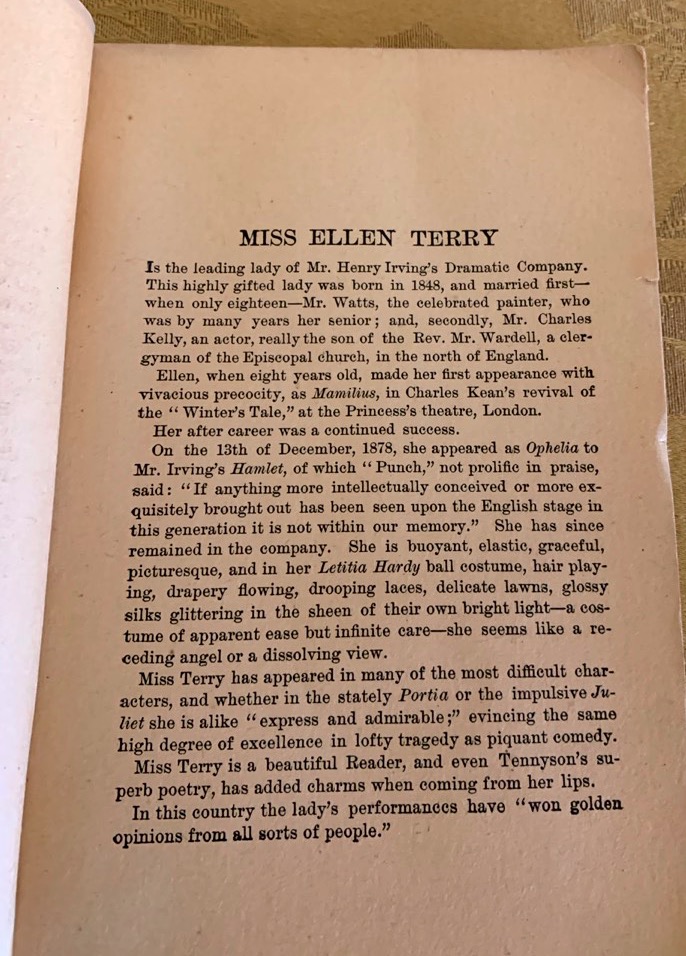 MISS ELLEN TERRY
Is the leading lady of Mr. Henry Irving's Dramatic Company.
This highly gifted lady was born in 1848, and married first—
when only eighteen—Mr. Watts, the celebrated painter, who
was by many years her senior; and, secondly, Mr. Charles
Kelly, an actor, really the son of the Rev. Mr. Wardell, a cler-
gyman of the Episcopal church, in the north of England.
Ellen, when eight years old, made her first appearance with
vivacious precocity, as Mamilius, in Charles Kean's revival of
the "Winter's Tale," at the Princess's theatre, London.
Her after career was a continued success.
On the 13th of December, 1878, she appeared as Ophelia to
Mr. Irving's Hamlet, of which "Punch," not prolific in praise,
said: "If anything more intellectually conceived or more ex-
quisitely brought out has been seen upon the English stage in
this generation it is not within our memory." She has since
remained in the company. She is buoyant, elastic, graceful,
picturesque, and in her Letitia Hardy ball costume, hair play-
ing, drapery flowing, drooping laces, delicate lawns, glossy
silks glittering in the sheen of their own bright light—a cos-
tume of apparent ease but infinite care—she seems like a re-
ceding angel or a dissolving view.
Miss Terry has appeared in many of the most difficult char-
acters, and whether in the stately Portia or the impulsive Ju-
liet she is alike "express and admirable;" evincing the same
high degree of excellence in lofty tragedy as piquant comedy.
Miss Terry is a beautiful Reader, and even Tennyson's su-
perb poetry, has added charms when coming from her lips.
In this country the lady's performances have "won golden
opinions from all sorts of people."